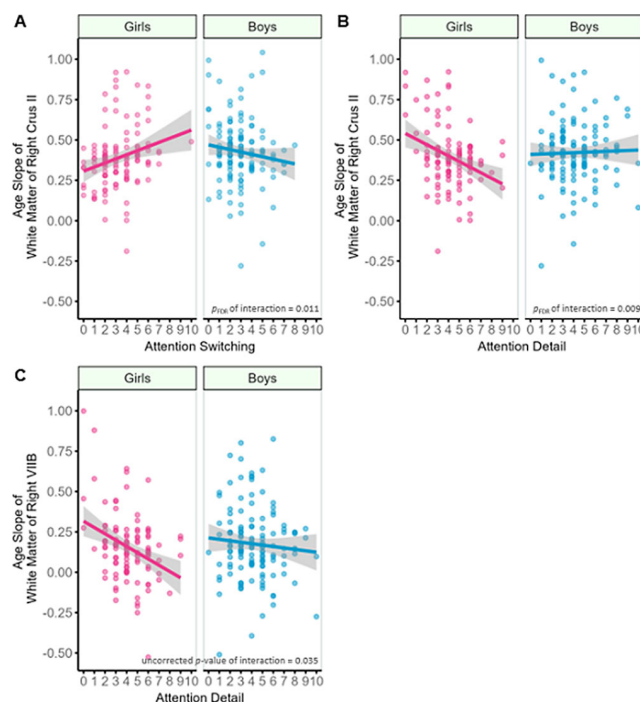 A
Girls Boys
Age Slope of
White Matter of Right Crus II
1.00
0.75
0.50
0.25
0.00
-0.25
-0.50
pFDR of interaction = 0.011
0 1 2 3 4 5 6 7 8 9 10 0 1 2 3 4 5 6 7 8 9 10
Attention Switching
B
Girls Boys
Age Slope of
White Matter of Right Crus II
1.00
0.75
0.50
0.25
0.00
-0.25
-0.50
pFDR of interaction = 0.009
0 1 2 3 4 5 6 7 8 9 10 0 1 2 3 4 5 6 7 8 9 10
Attention Detail
C
Girls Boys
Age Slope of
White Matter of Right VIIB
1.00
0.75
0.50
0.25
0.00
-0.25
-0.50
uncorrected p-value of interaction = 0.035
0 1 2 3 4 5 6 7 8 9 10 0 1 2 3 4 5 6 7 8 9 10
Attention Detail